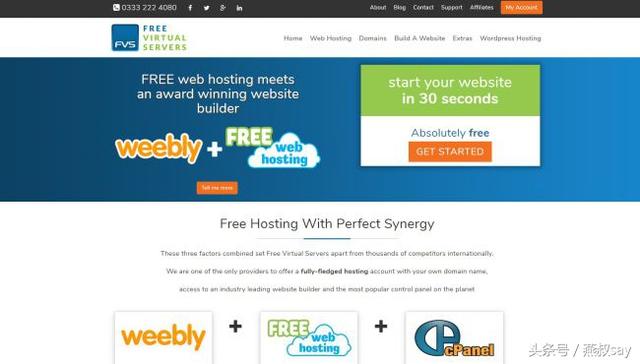 0333 222 4080
About Blog Contact Support Affiliates My Account
FVS
FREE
VIRTUAL
SERVERS
Home Web Hosting Domains Build A Website Extras Wordpress Hosting
FREE web hosting meets
an award winning website
builder
weebly + FREE web hosting
Tell me more
start your website
in 30 seconds
Absolutely free
GET STARTED
Free Hosting With Perfect Synergy
These three factors combined set Free Virtual Servers apart from thousands of competitors internationally.
We are one of the only providers to offer a fully-fledged hosting account with your own domain name,
access to an industry leading website builder and the most popular control panel on the planet
weebly + FREE web hosting + cPanel
头条号 / 燕叔say